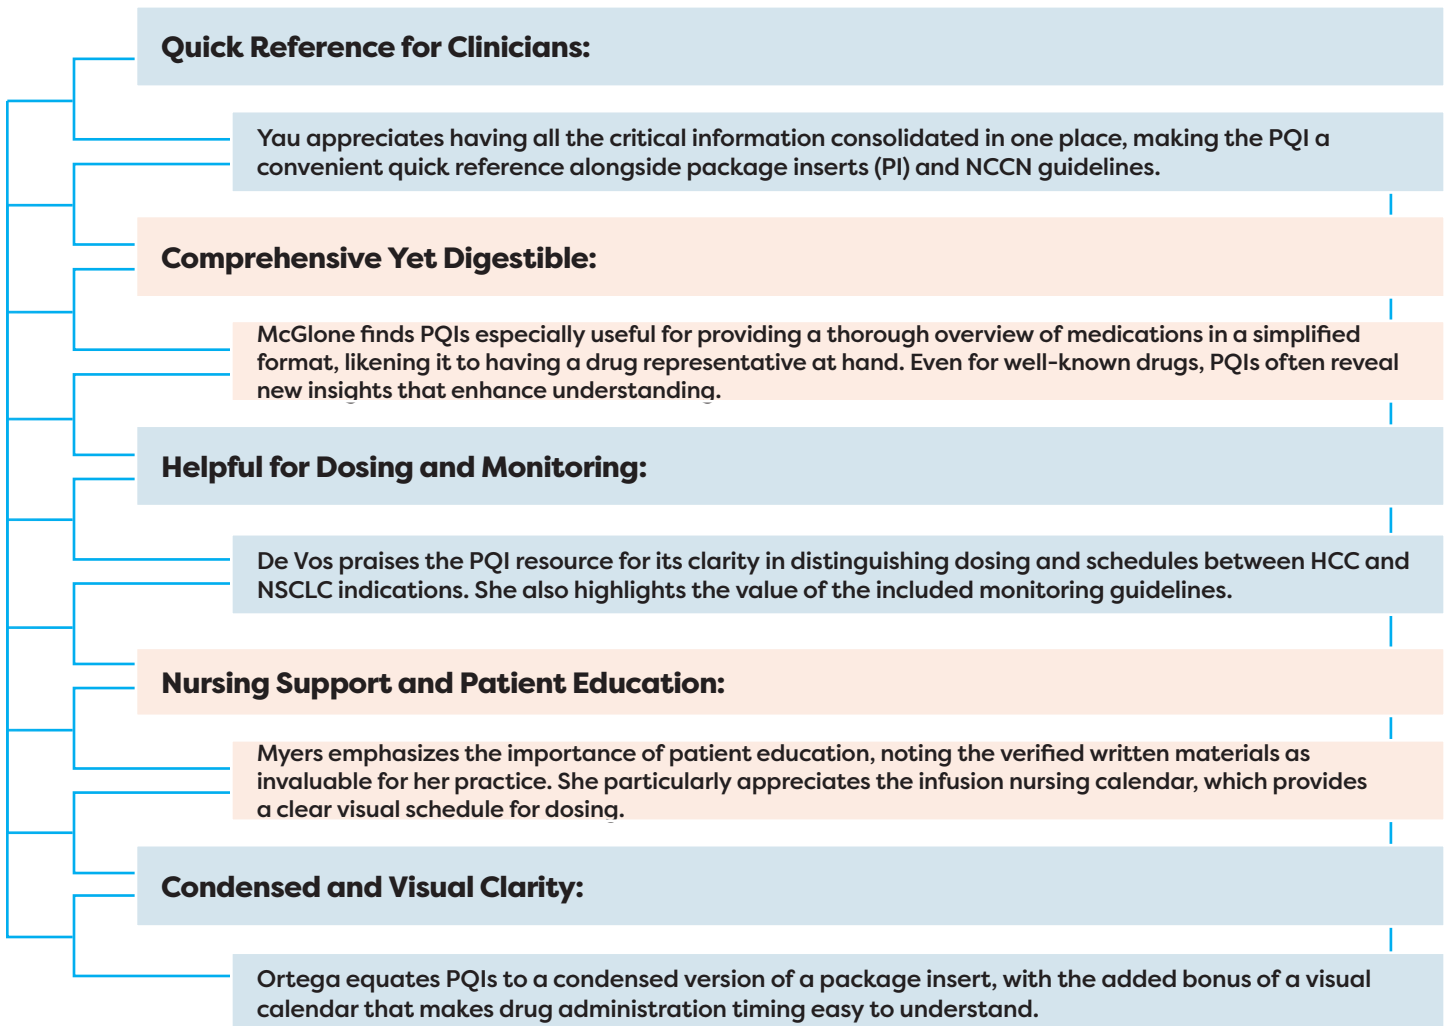 Quick Reference for Clinicians:
Yau appreciates having all the critical information consolidated in one place, making the PQI a
convenient quick reference alongside package inserts (PI) and NCCN guidelines.
Comprehensive Yet Digestible:
McGlone finds PQIs especially useful for providing a thorough overview of medications in a simplified
format, likening it to having a drug representative at hand. Even for well-known drugs, PQIs often reveal
new insights that enhance understanding.
Helpful for Dosing and Monitoring:
De Vos praises the PQI resource for its clarity in distinguishing dosing and schedules between HCC and
NSCLC indications. She also highlights the value of the included monitoring guidelines.
Nursing Support and Patient Education:
Myers emphasizes the importance of patient education, noting the verified written materials as
invaluable for her practice. She particularly appreciates the infusion nursing calendar, which provides
a clear visual schedule for dosing.
Condensed and Visual Clarity:
Ortega equates PQIs to a condensed version of a package insert, with the added bonus of a visual
calendar that makes drug administration timing easy to understand.